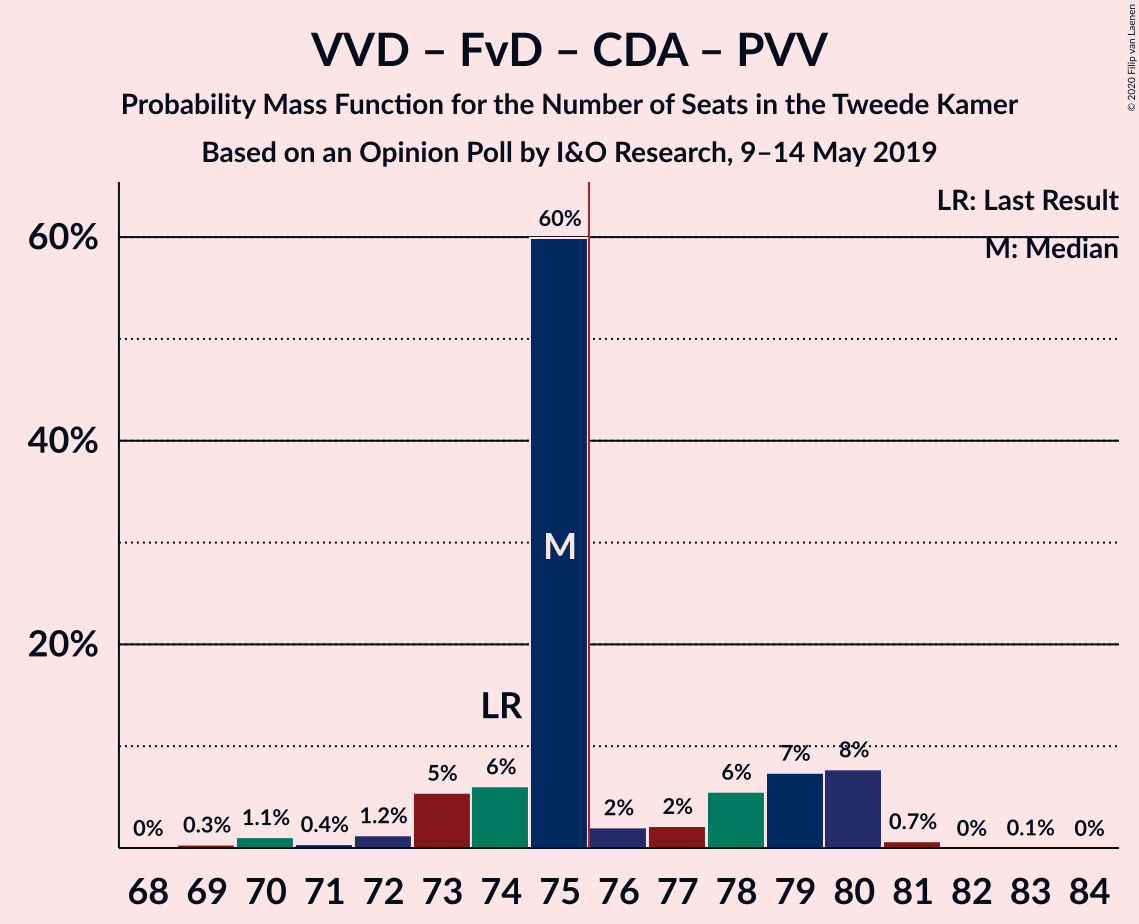 VVD – FvD – CDA – PVV
Probability Mass Function for the Number of Seats in the Tweede Kamer
Based on an Opinion Poll by I&O Research, 9–14 May 2019
© 2020 Filip van Laenen
LR: Last Result
M: Median
60%
40%
20%
0%
0.3%
1.1%
0.4%
1.2%
5%
6%
LR
60%
M
2%
2%
6%
7%
8%
0.7%
0%
0.1%
0%
68 69 70 71 72 73 74 75 76 77 78 79 80 81 82 83 84